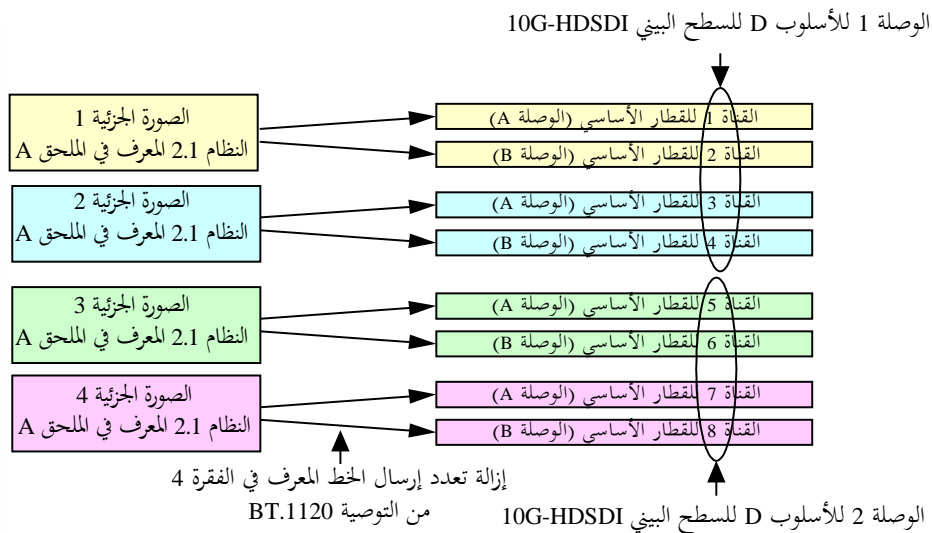 الوصلة 1 للأسلوب D للسطح البيني 10G-HDSDI
الصورة الجزئية 1
النظام 2.1 المعرف في الملحق A
القناة 1 للقطار الأساسي (الوصلة A)
القناة 2 للقطار الأساسي (الوصلة B)
الصورة الجزئية 2
النظام 2.1 المعرف في الملحق A
القناة 3 للقطار الأساسي (الوصلة A)
القناة 4 للقطار الأساسي (الوصلة B)
الصورة الجزئية 3
النظام 2.1 المعرف في الملحق A
القناة 5 للقطار الأساسي (الوصلة A)
القناة 6 للقطار الأساسي (الوصلة B)
الصورة الجزئية 4
النظام 2.1 المعرف في الملحق A
القناة 7 للقطار الأساسي (الوصلة A)
القناة 8 للقطار الأساسي (الوصلة B)
إزالة تعدد إرسال الخط المعرف في الفقرة 4
من التوصية BT.1120
الوصلة 2 للأسلوب D للسطح البيني 10G-HDSDI